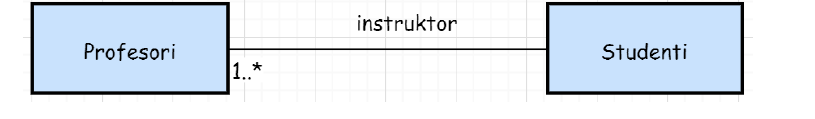 instruktor
Profesori
Studenti
1..*